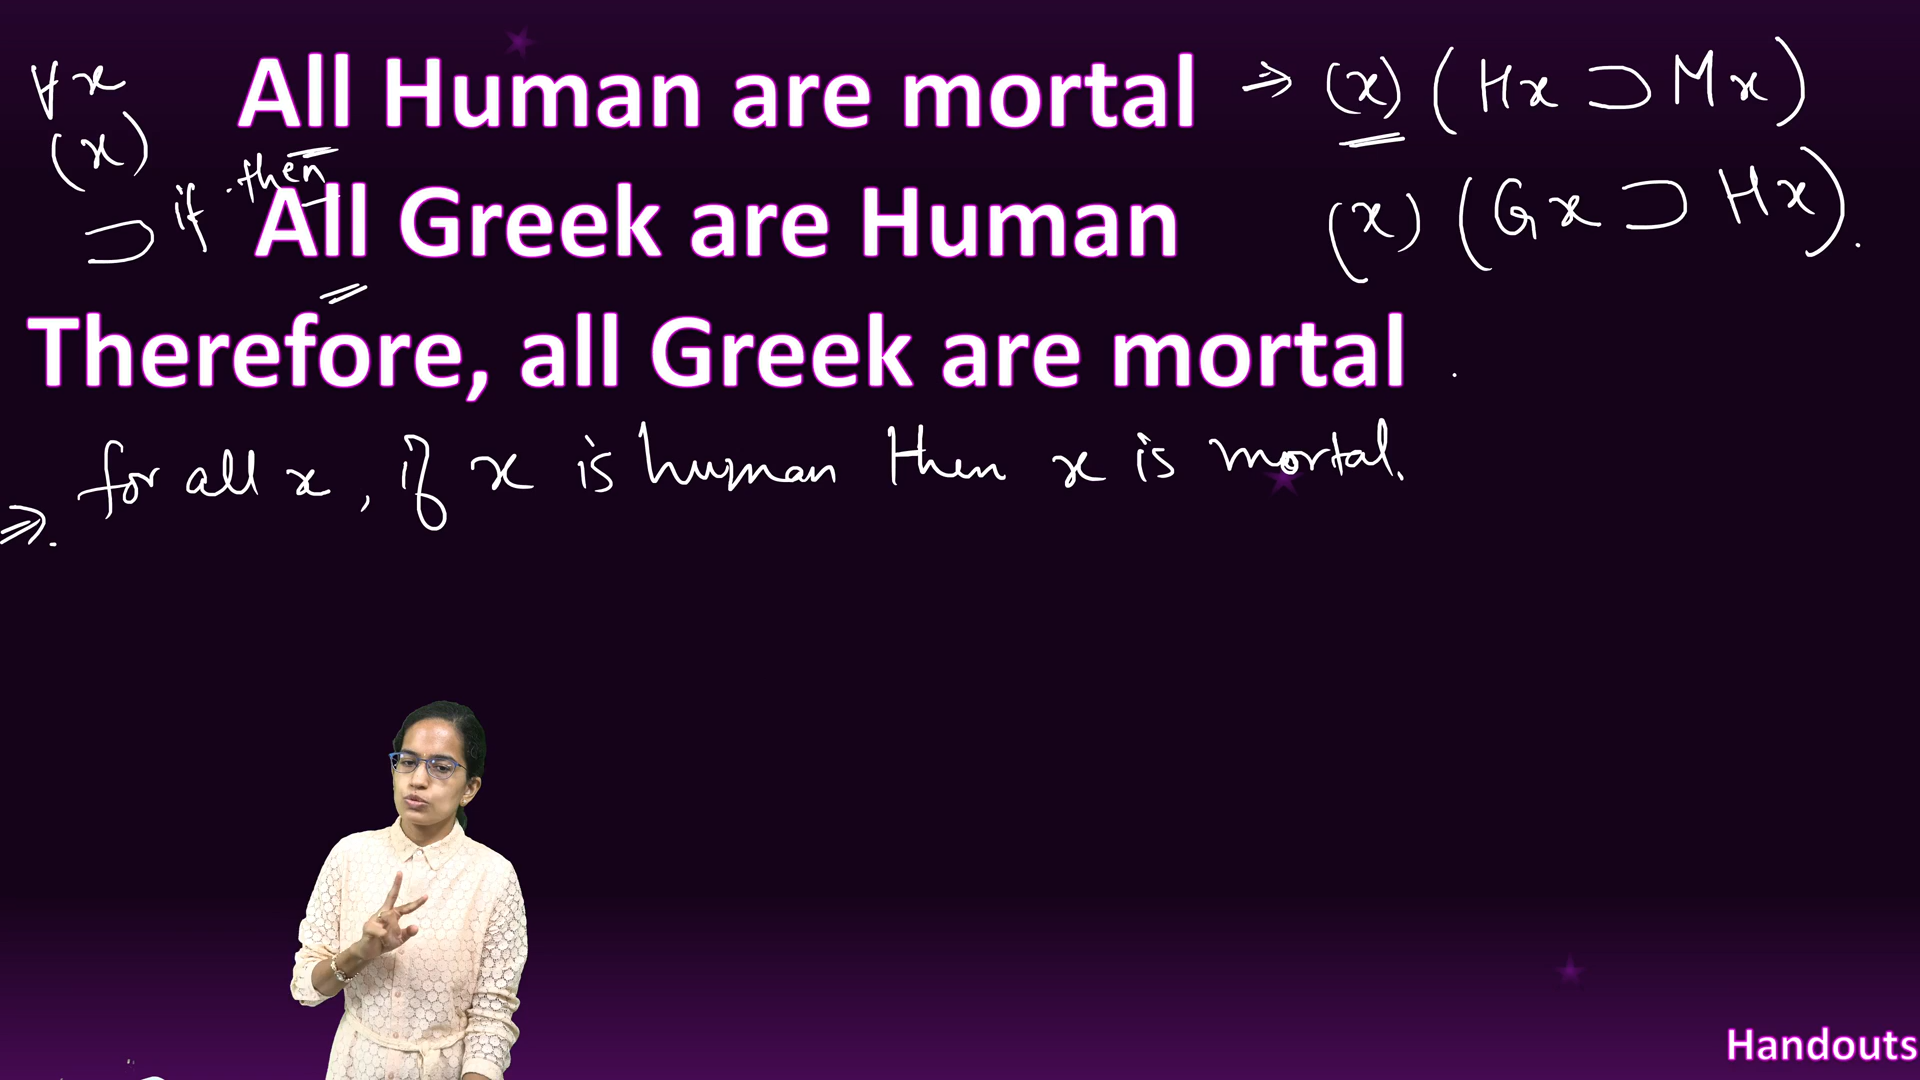 ∀x All Human are mortal ⇒ (x) (Hx ⊃ Mx)
(x)
⊃ if - then
All Greek are Human (x) (Gx ⊃ Hx).
Therefore, all Greek are mortal
⇒. for all x, if x is human then x is mortal.
Handouts